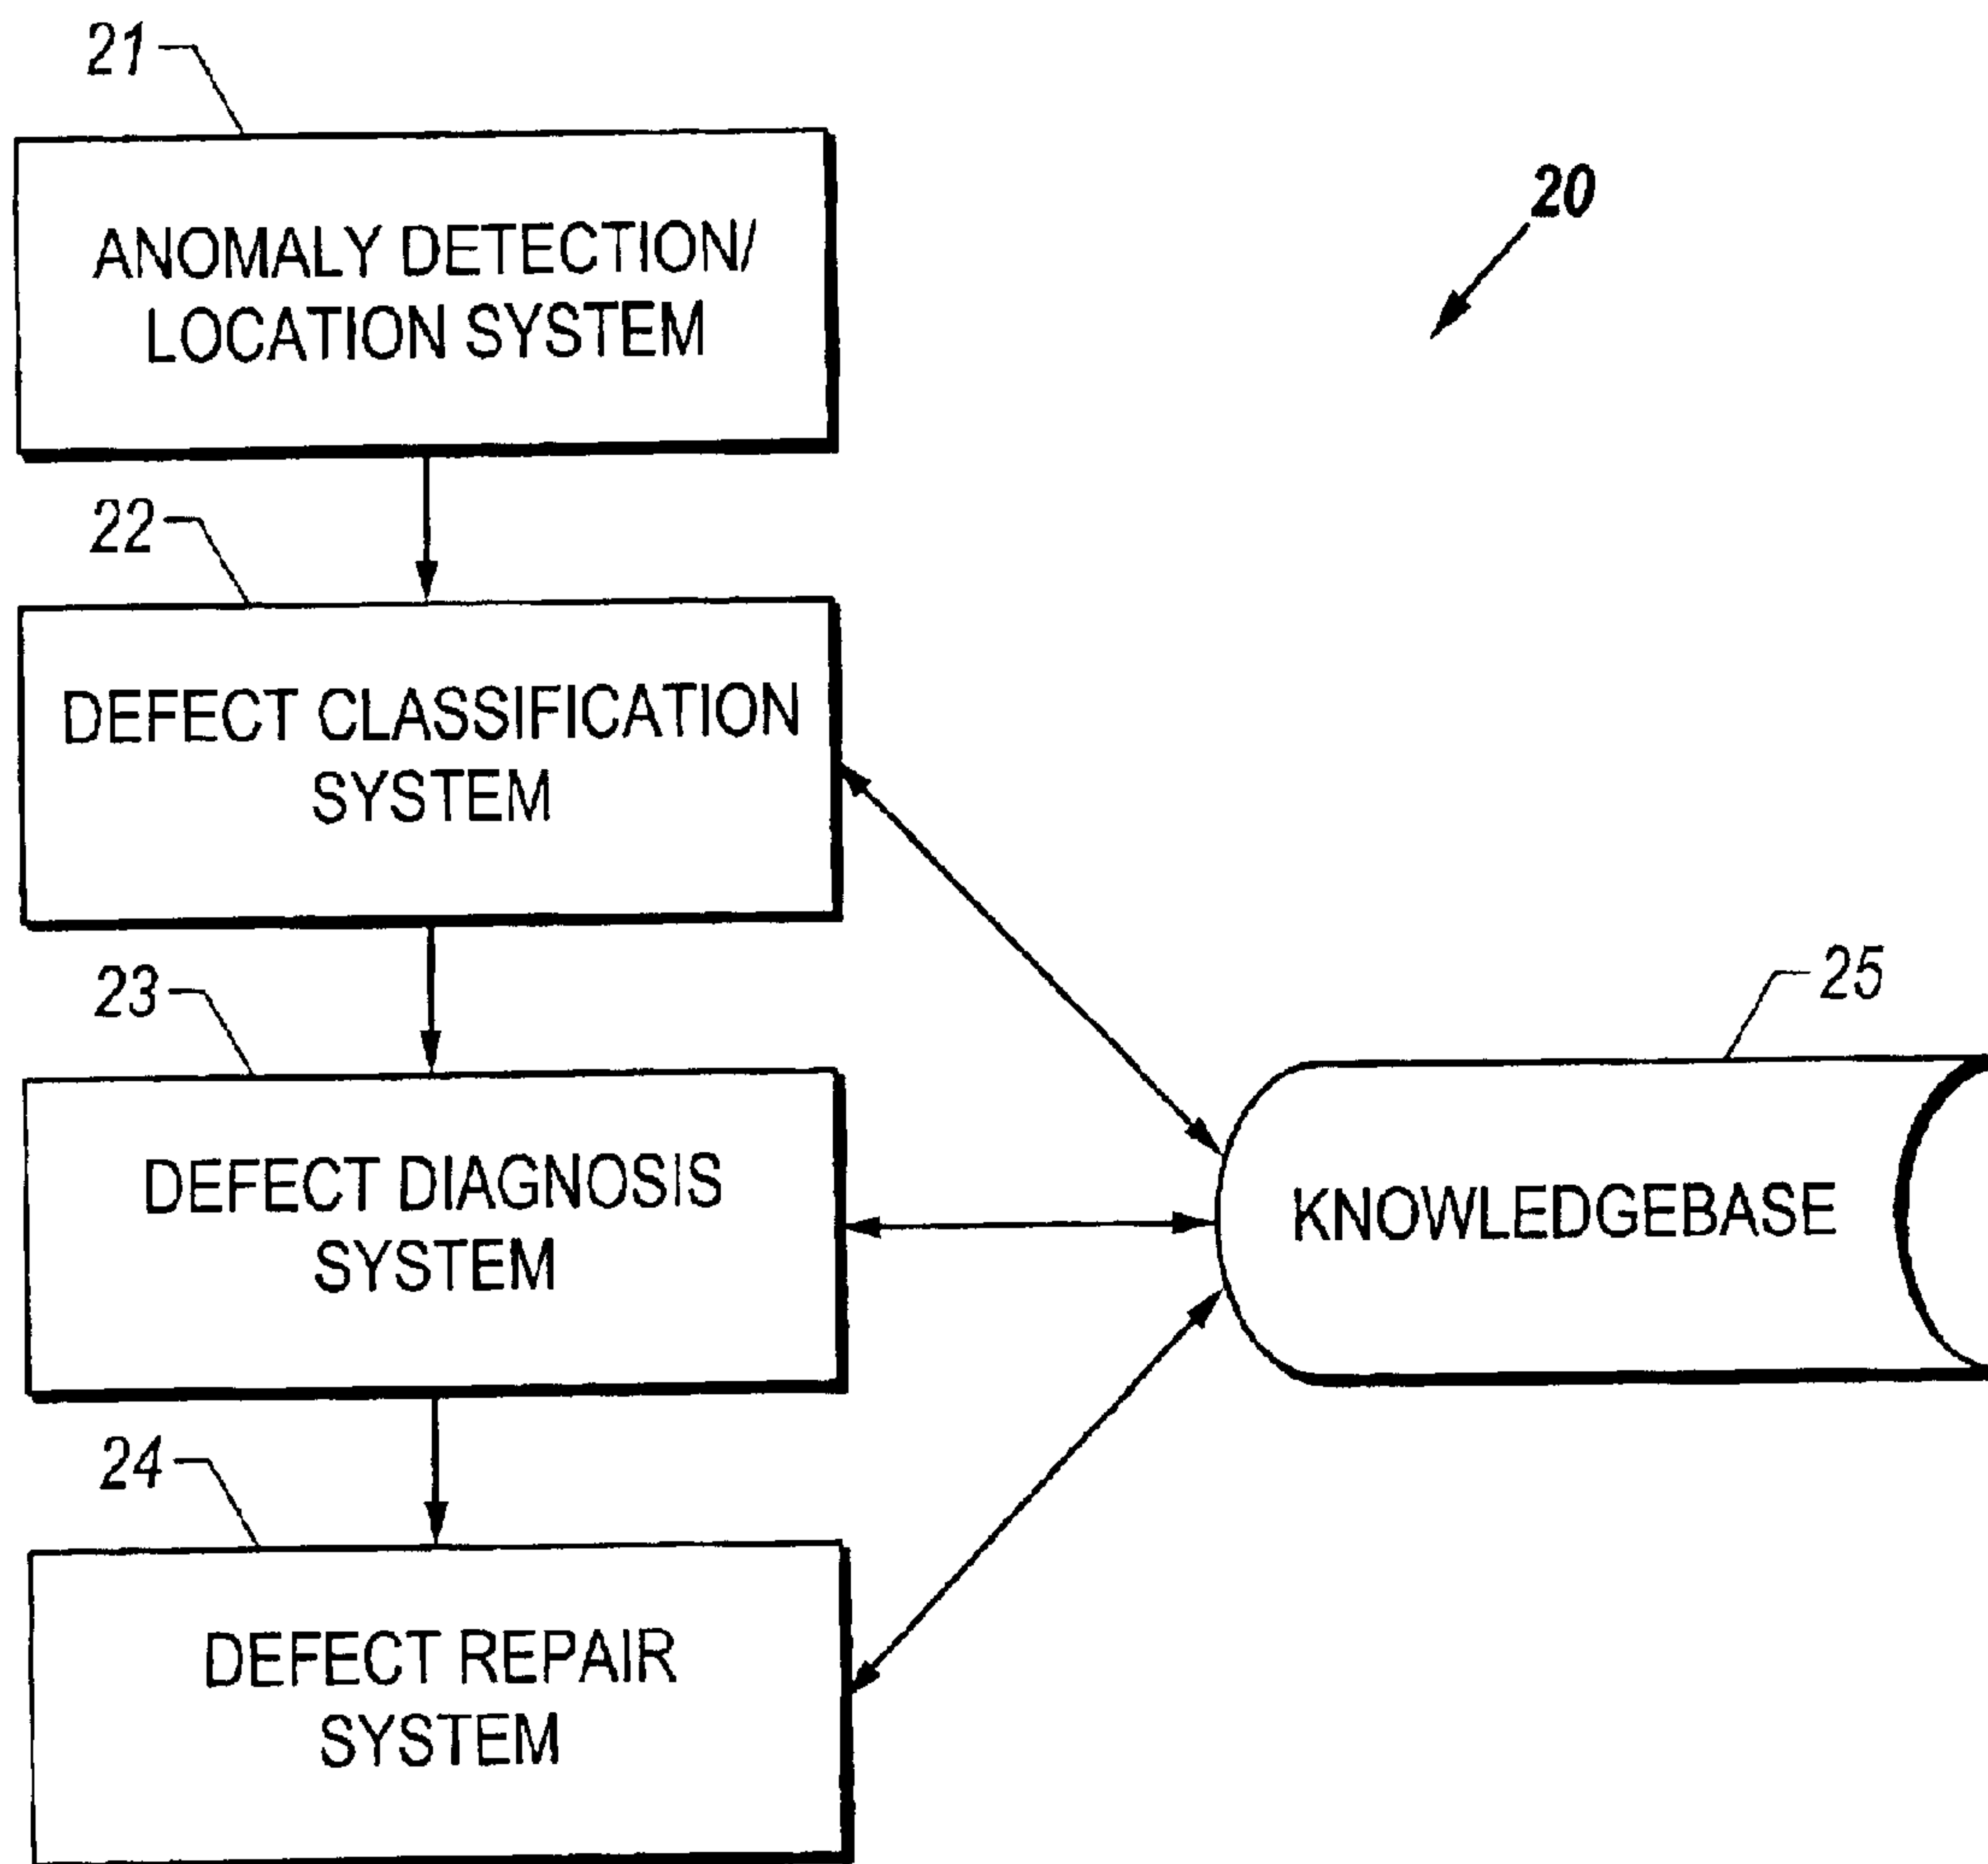 21
ANOMALY DETECTION/
LOCATION SYSTEM
20
22
DEFECT CLASSIFICATION
SYSTEM
23
DEFECT DIAGNOSIS
SYSTEM
25
KNOWLEDGEBASE
24
DEFECT REPAIR
SYSTEM